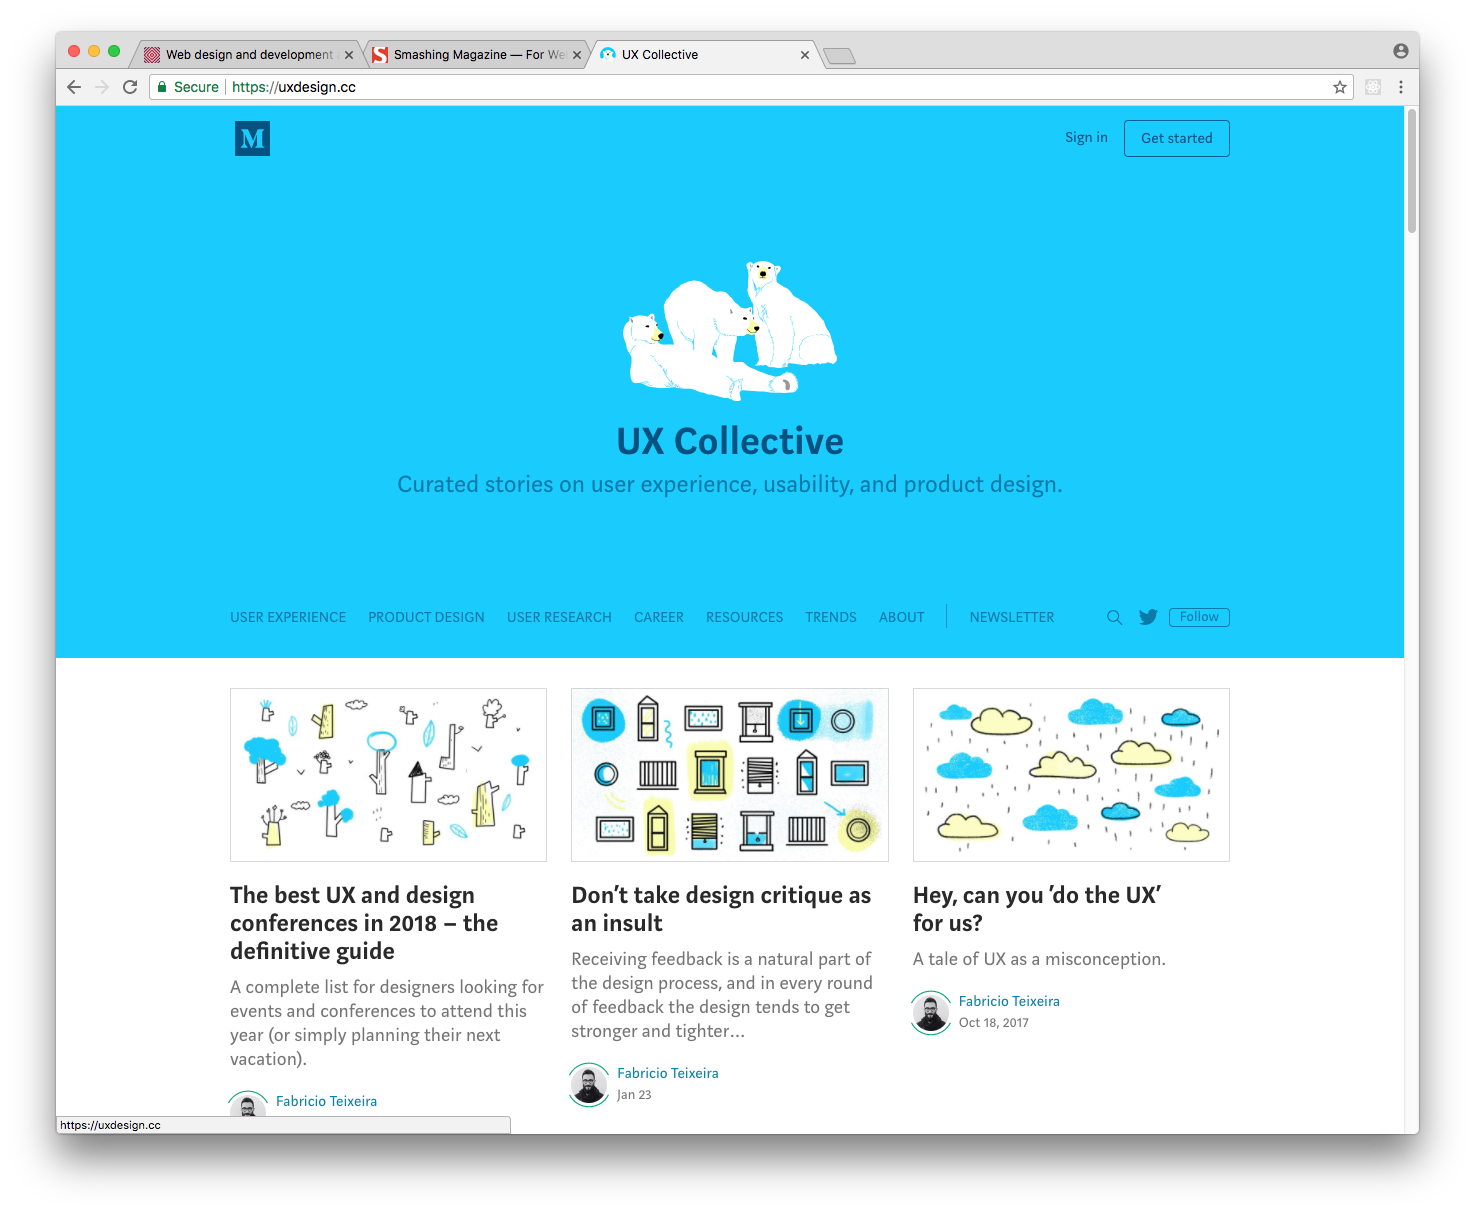 Web design and development
Smashing Magazine — For We
UX Collective
Secure
https://uxdesign.cc
M
Sign in
Get started
UX Collective
Curated stories on user experience, usability, and product design.
USER EXPERIENCE
PRODUCT DESIGN
USER RESEARCH
CAREER
RESOURCES
TRENDS
ABOUT
NEWSLETTER
Follow
The best UX and design
conferences in 2018 – the
definitive guide
A complete list for designers looking for
events and conferences to attend this
year (or simply planning their next
vacation).
Fabricio Teixeira
Don’t take design critique as
an insult
Receiving feedback is a natural part of
the design process, and in every round
of feedback the design tends to get
stronger and tighter…
Fabricio Teixeira
Jan 23
Hey, can you ’do the UX’
for us?
A tale of UX as a misconception.
Fabricio Teixeira
Oct 18, 2017
https://uxdesign.cc